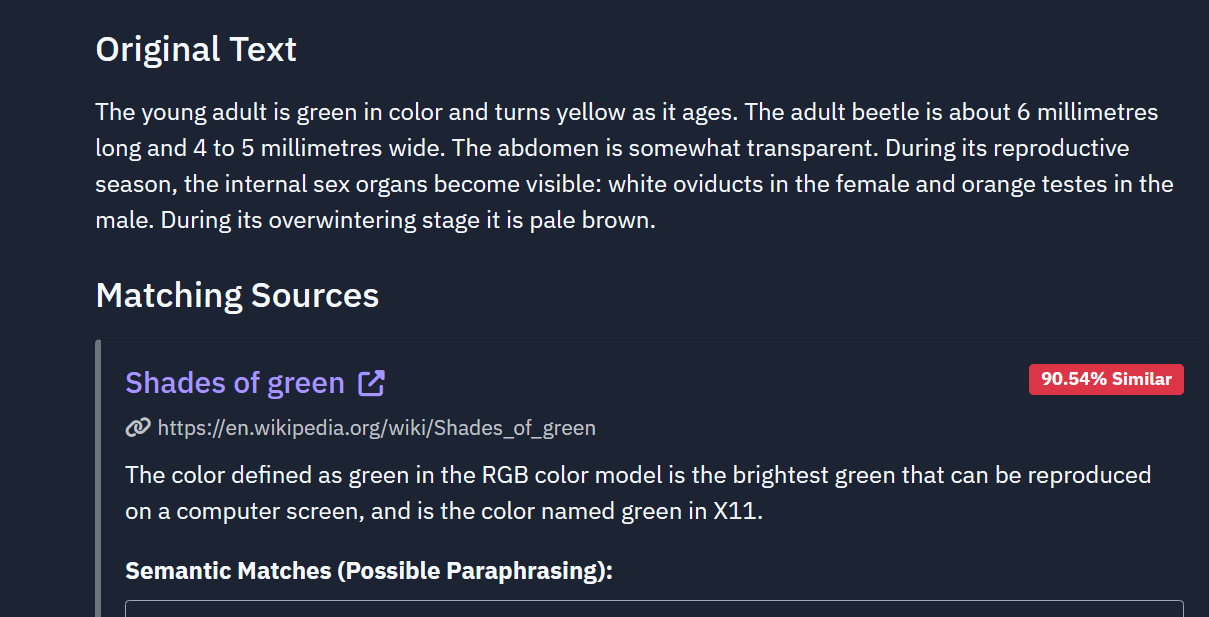 Original Text
The young adult is green in color and turns yellow as it ages. The adult beetle is about 6 millimetres
long and 4 to 5 millimetres wide. The abdomen is somewhat transparent. During its reproductive
season, the internal sex organs become visible: white oviducts in the female and orange testes in the
male. During its overwintering stage it is pale brown.
Matching Sources
Shades of green
90.54% Similar
https://en.wikipedia.org/wiki/Shades_of_green
The color defined as green in the RGB color model is the brightest green that can be reproduced
on a computer screen, and is the color named green in X11.
Semantic Matches (Possible Paraphrasing):